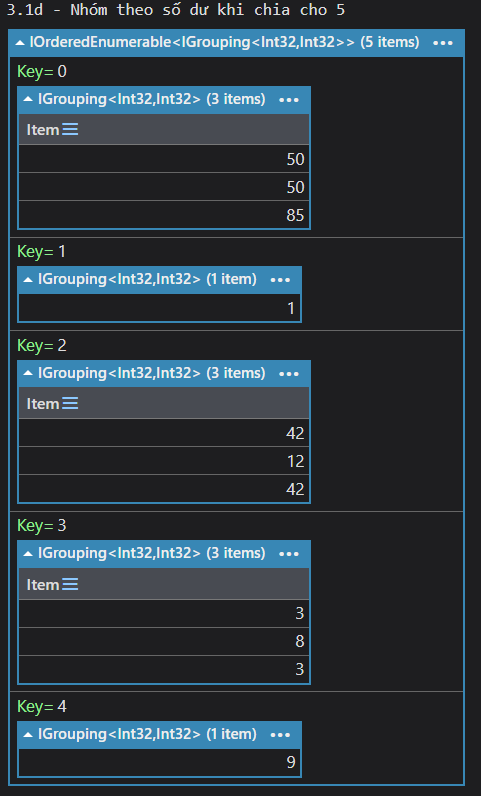 3.1d - Nhóm theo số dư khi chia cho 5
IOrderedEnumerable<IGrouping<Int32,Int32>> (5 items) •••
Key= 0
IGrouping<Int32,Int32> (3 items) •••
Item
50
50
85
Key= 1
IGrouping<Int32,Int32> (1 item) •••
1
Key= 2
IGrouping<Int32,Int32> (3 items) •••
Item
42
12
42
Key= 3
IGrouping<Int32,Int32> (3 items) •••
Item
3
8
3
Key= 4
IGrouping<Int32,Int32> (1 item) •••
9